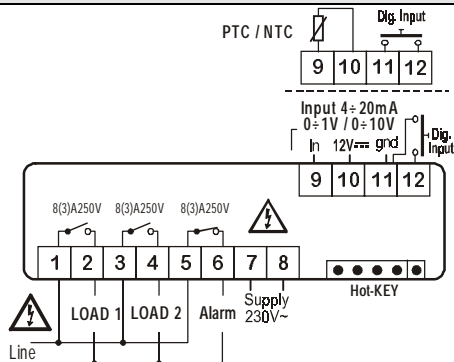 PTC / NTC
Dig. Input
9 10 11 12
Input 4÷20mA
0÷1V / 0÷10V
In 12V gnd
Dig. Input
9 10 11 12
8(3)A250V 8(3)A250V 8(3)A250V
1 2 3 4 5 6 7 8
Hot-KEY
LOAD 1 LOAD 2 Alarm
Supply
230V~
Line